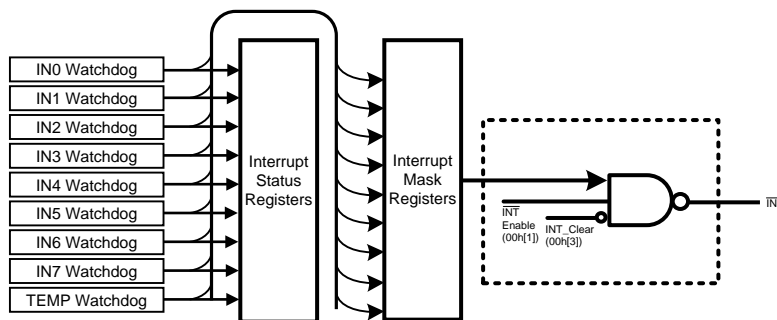 IN0 Watchdog
IN1 Watchdog
IN2 Watchdog
IN3 Watchdog
IN4 Watchdog
IN5 Watchdog
IN6 Watchdog
IN7 Watchdog
TEMP Watchdog
Interrupt
Status
Registers
Interrupt
Mask
Registers
INT
Enable
(00h[1])
INT_Clear
(00h[3])
IN